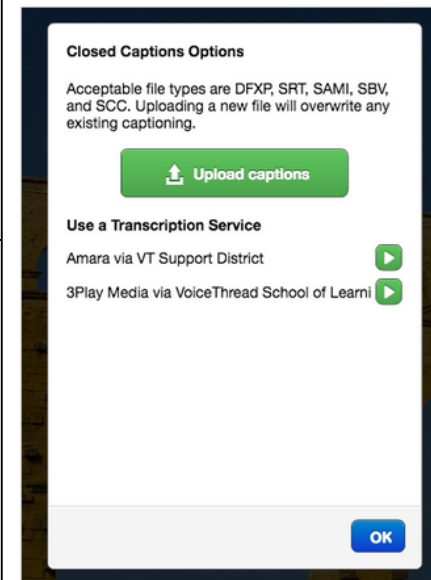 Closed Captions Options
Acceptable file types are DFXP, SRT, SAMI, SBV,
and SCC. Uploading a new file will overwrite any
existing captioning.
Upload captions
Use a Transcription Service
Amara via VT Support District
3Play Media via VoiceThread School of Learni
OK